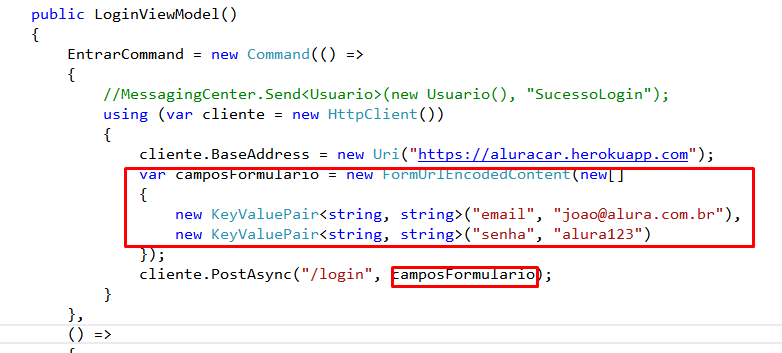 public LoginViewModel()
{
EntrarCommand = new Command(() =>
{
//MessagingCenter.Send<Usuario>(new Usuario(), "SucessoLogin");
using (var cliente = new HttpClient())
{
cliente.BaseAddress = new Uri("https://aluracar.herokuapp.com");
var camposFormulario = new FormUrlEncodedContent(new[]
{
new KeyValuePair<string, string>("email", "joao@alura.com.br"),
new KeyValuePair<string, string>("senha", "alura123")
});
cliente.PostAsync("/login", camposFormulario);
}
},
() =>
{